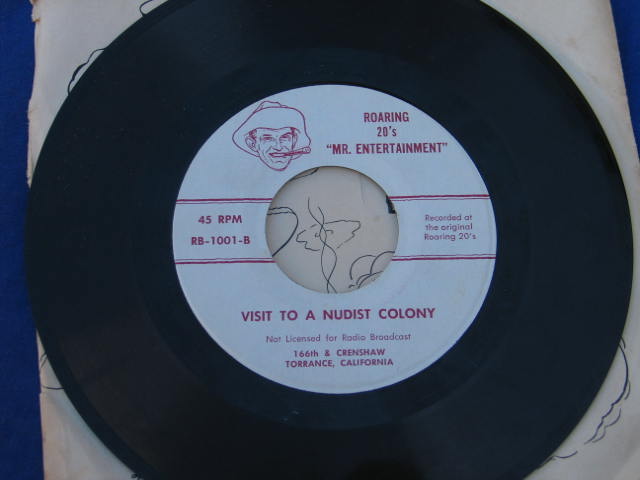 ROARING
20's
"MR. ENTERTAINMENT"
45 RPM
RB-1001-B
Recorded at
the original
Roaring 20's
VISIT TO A NUDIST COLONY
Not Licensed for Radio Broadcast
166th & CRENSHAW
TORRANCE, CALIFORNIA